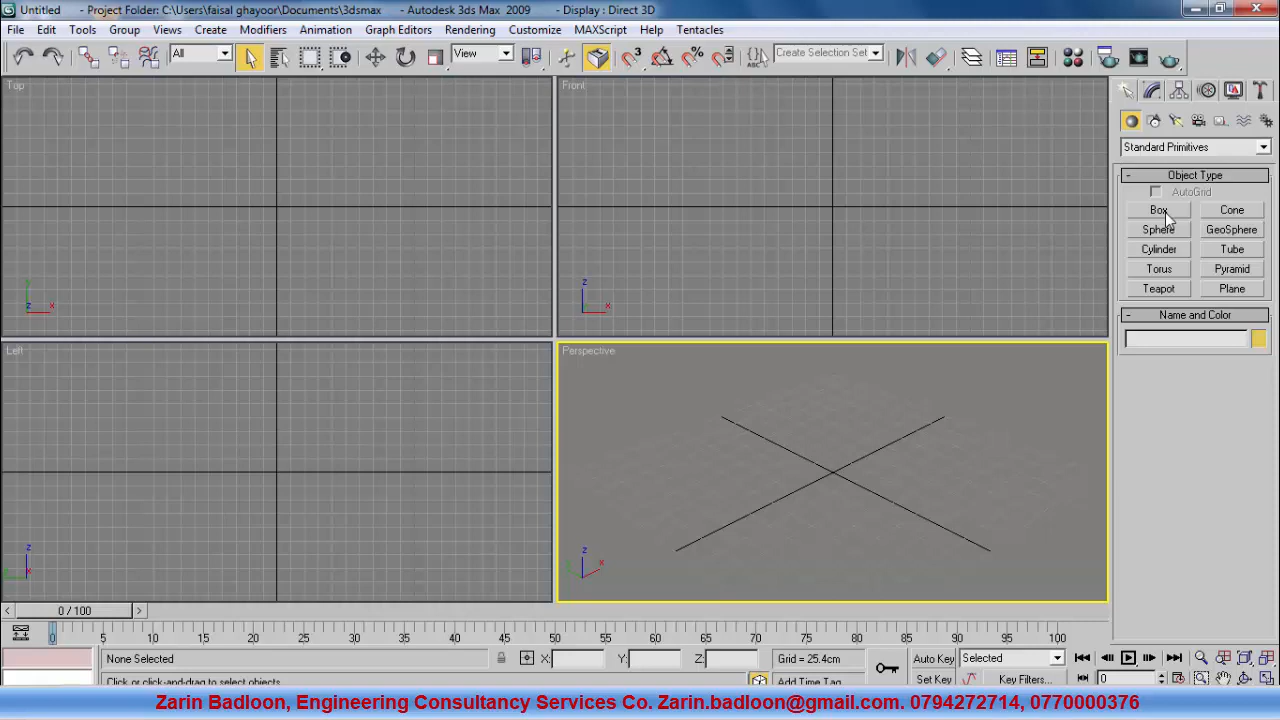 Untitled - Project Folder: C:\Users\faisal ghayoor\Documents\3dsmax - Autodesk 3ds Max 2009 - Display : Direct 3D
File Edit Tools Group Views Create Modifiers Animation Graph Editors Rendering Customize MAXScript Help Tentacles
All View 3 % ABC Create Selection Set
Top
Front
Standard Primitives
- Object Type
AutoGrid
Box Cone
Sphere GeoSphere
Cylinder Tube
Torus Pyramid
Teapot Plane
- Name and Color
y z x
z x
Left
Perspective
z x
z x
< 0 / 100 >
0 5 10 15 20 25 30 35 40 45 50 55 60 65 70 75 80 85 90 95 100
None Selected X: Y: Z: Grid = 25.4cm Auto Key Selected
Click or click-and-drag to select objects Add Time Tag Set Key Key Filters... 0
Zarin Badloon, Engineering Consultancy Services Co. Zarin.badloon@gmail.com. 0794272714, 0770000376